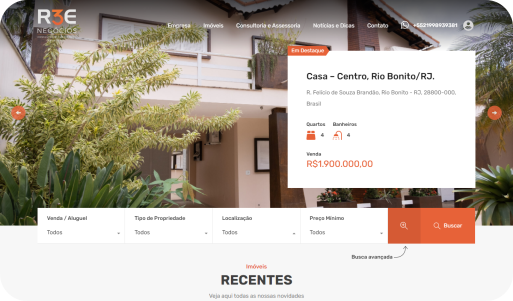 R3E
NEGÓCIOS
Empresa Imóveis Consultoria e Assessoria Notícias e Dicas Contato +5521998939381
Em Destaque
Casa – Centro, Rio Bonito/RJ.
R. Felício de Souza Brandão, Rio Bonito - RJ, 28800-000,
Brasil
Quartos Banheiros
4 4
Venda
R$1.900.000,00
Venda / Aluguel Tipo de Propriedade Localização Preço Mínimo
Todos Todos Todos Todos Buscar
Busca avançada
Imóveis
RECENTES
Veja aqui todas as nossas novidades